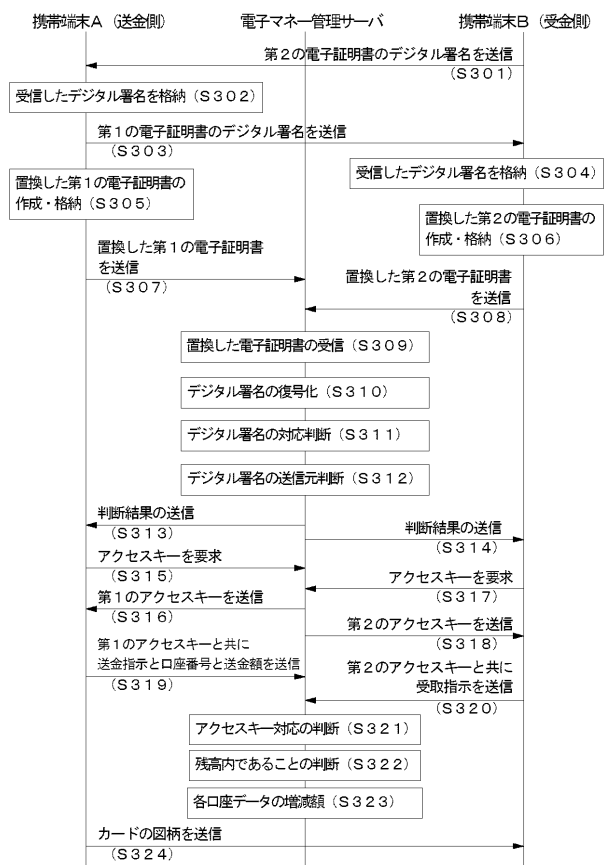 携帯端末A（送金側）
電子マネー管理サーバ
携帯端末B（受金側）
第２の電子証明書のデジタル署名を送信
（Ｓ３０１）
受信したデジタル署名を格納（Ｓ３０２）
第１の電子証明書のデジタル署名を送信
（Ｓ３０３）
受信したデジタル署名を格納（Ｓ３０４）
置換した第１の電子証明書の
作成・格納（Ｓ３０５）
置換した第２の電子証明書の
作成・格納（Ｓ３０６）
置換した第１の電子証明書
を送信
（Ｓ３０７）
置換した第２の電子証明書
を送信
（Ｓ３０８）
置換した電子証明書の受信（Ｓ３０９）
デジタル署名の復号化（Ｓ３１０）
デジタル署名の対応判断（Ｓ３１１）
デジタル署名の送信元判断（Ｓ３１２）
判断結果の送信
（Ｓ３１３）
判断結果の送信
（Ｓ３１４）
アクセスキーを要求
（Ｓ３１５）
アクセスキーを要求
（Ｓ３１７）
第１のアクセスキーを送信
（Ｓ３１６）
第２のアクセスキーを送信
（Ｓ３１８）
第１のアクセスキーと共に
送金指示と口座番号と送金額を送信
（Ｓ３１９）
第２のアクセスキーと共に
受取指示を送信
（Ｓ３２０）
アクセスキー対応の判断（Ｓ３２１）
残高内であることの判断（Ｓ３２２）
各口座データの増減額（Ｓ３２３）
カードの図柄を送信
（Ｓ３２４）